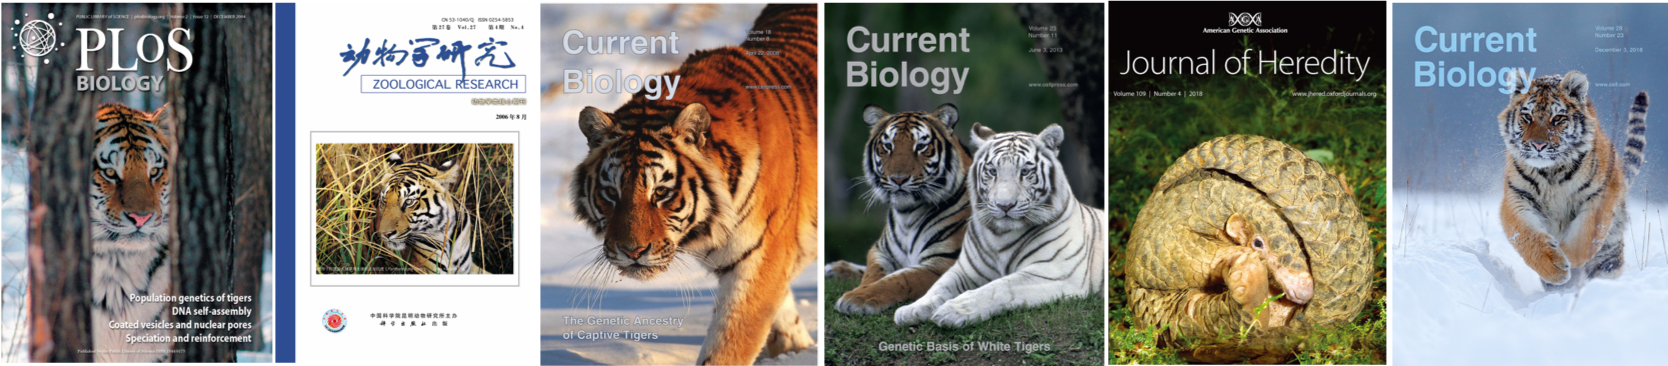 PUBLIC LIBRARY of SCIENCE | plosbiology.org | Volume 2 | Issue 12 | DECEMBER 2004
PLoS
BIOLOGY
Population genetics of tigers
DNA self-assembly
Coated vesicles and nuclear pores
Speciation and reinforcement
CN 53-1040/Q ISSN 0254-5853
第27卷 Vol.27 第4期 No.4
动物学研究
ZOOLOGICAL RESEARCH
2006年8月
中国科学院昆明动物研究所主办
科学出版社 出版
Current
Biology
Volume 18
Number 8
www.cellpress.com
The Genetic Ancestry
of Captive Tigers
Current
Biology
Volume 23
Number 11
June 3, 2013
www.cellpress.com
Genetic Basis of White Tigers
AGA
American Genetic Association
Journal of Heredity
Volume 109 | Number 4 | 2018
www.jhered.oxfordjournals.org
Current
Biology
Volume 28
Number 23
December 3, 2018
www.cell.com